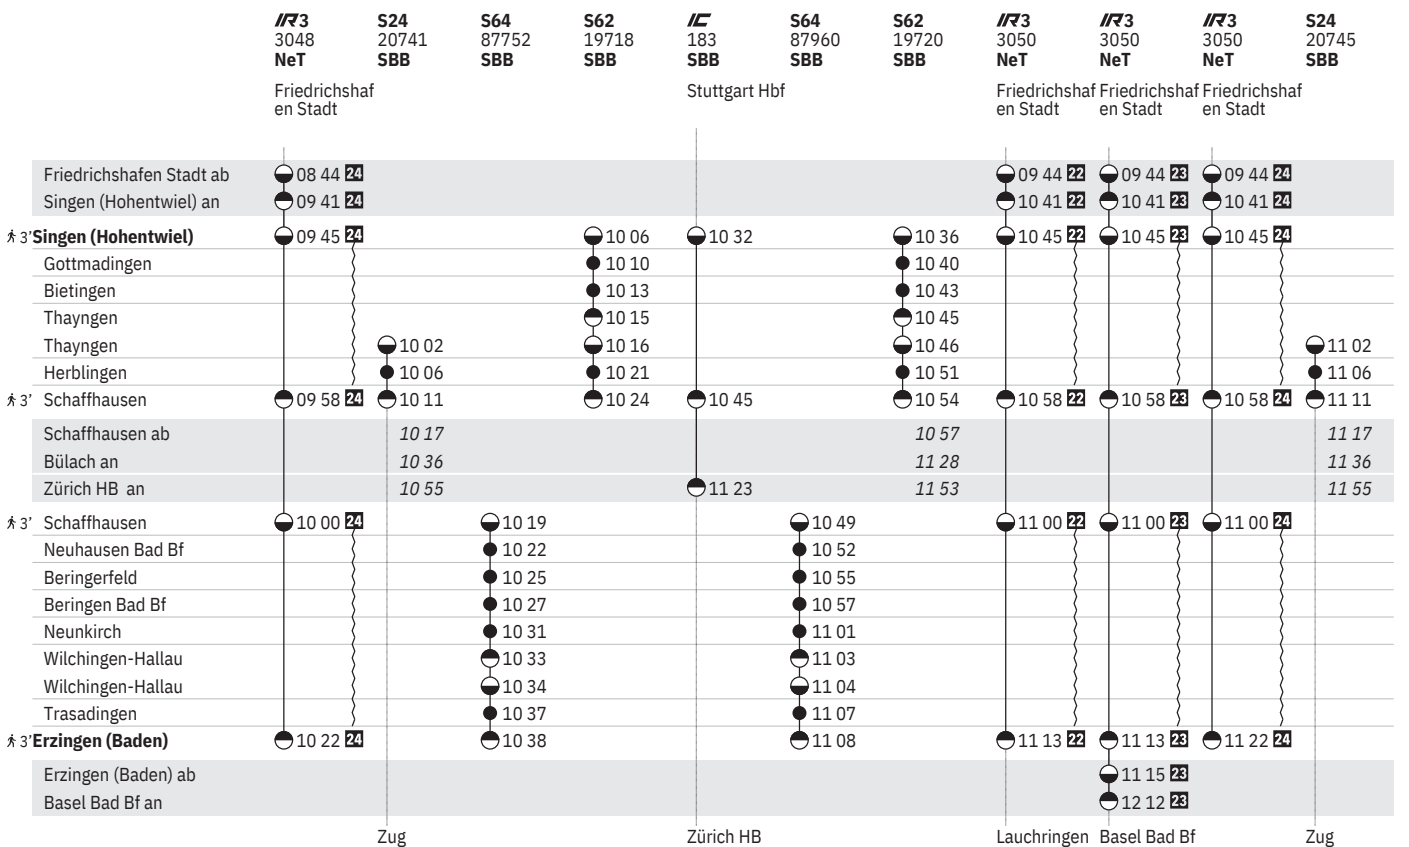 IR3 S24 S64 S62 IC S64 S62 IR3 IR3 IR3 S24
3048 20741 87752 19718 183 87960 19720 3050 3050 3050 20745
NeT SBB SBB SBB SBB SBB SBB NeT NeT NeT SBB
Friedrichshaf Stuttgart Hbf Friedrichshaf Friedrichshaf Friedrichshaf
en Stadt en Stadt en Stadt en Stadt
Friedrichshafen Stadt ab 08 44 24 09 44 22 09 44 23 09 44 24
Singen (Hohentwiel) an 09 41 24 10 41 22 10 41 23 10 41 24
3' Singen (Hohentwiel) 09 45 24 10 06 10 32 10 36 10 45 22 10 45 23 10 45 24
Gottmadingen 10 10 10 40
Bietingen 10 13 10 43
Thayngen 10 15 10 45
Thayngen 10 02 10 16 10 46 11 02
Herblingen 10 06 10 21 10 51 11 06
3' Schaffhausen 09 58 24 10 11 10 24 10 45 10 54 10 58 22 10 58 23 10 58 24 11 11
Schaffhausen ab 10 17 10 57 11 17
Bülach an 10 36 11 28 11 36
Zürich HB an 10 55 11 23 11 53 11 55
3' Schaffhausen 10 00 24 10 19 10 49 11 00 22 11 00 23 11 00 24
Neuhausen Bad Bf 10 22 10 52
Beringerfeld 10 25 10 55
Beringen Bad Bf 10 27 10 57
Neunkirch 10 31 11 01
Wilchingen-Hallau 10 33 11 03
Wilchingen-Hallau 10 34 11 04
Trasadingen 10 37 11 07
3' Erzingen (Baden) 10 22 24 10 38 11 08 11 13 22 11 13 23 11 22 24
Erzingen (Baden) ab 11 15 23
Basel Bad Bf an 12 12 23
Zug Zürich HB Lauchringen Basel Bad Bf Zug